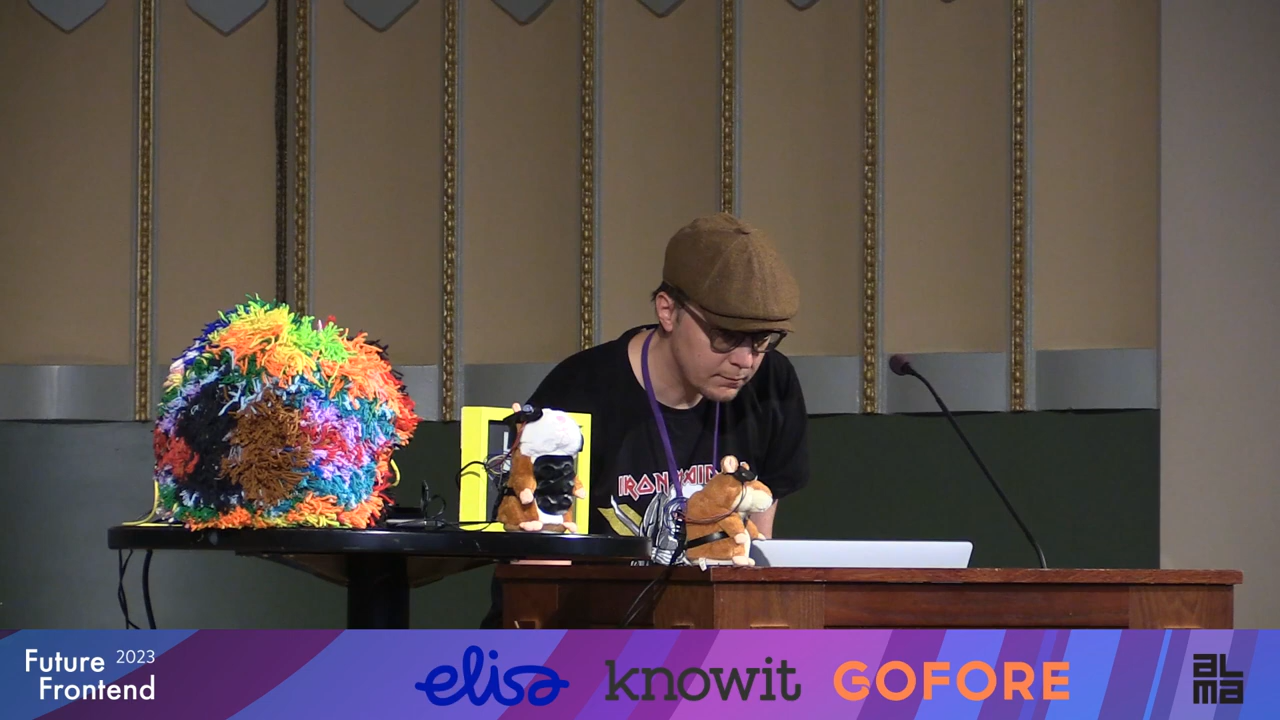 IRON MAIDEN
Future 2023
Frontend
elisa
knowit
GOFORE
ALMA